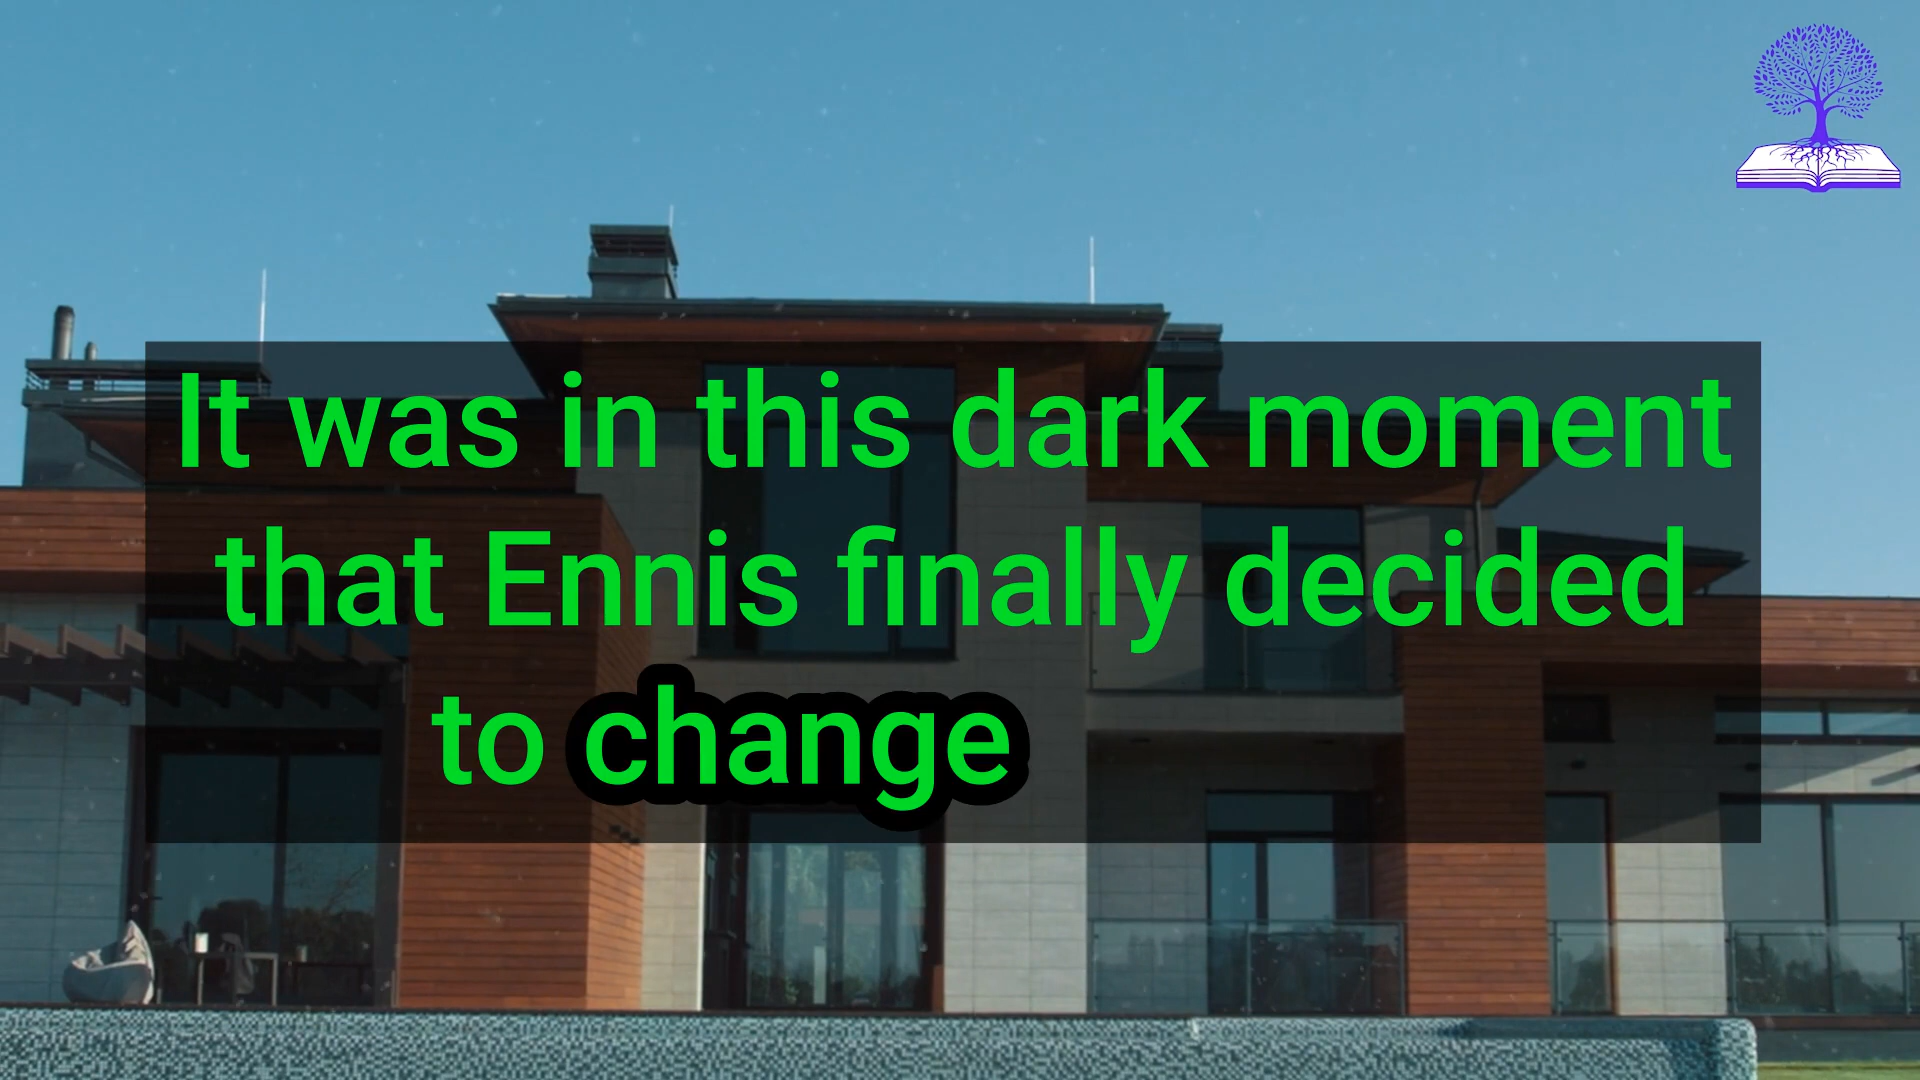 It was in this dark moment
that Ennis finally decided
to change